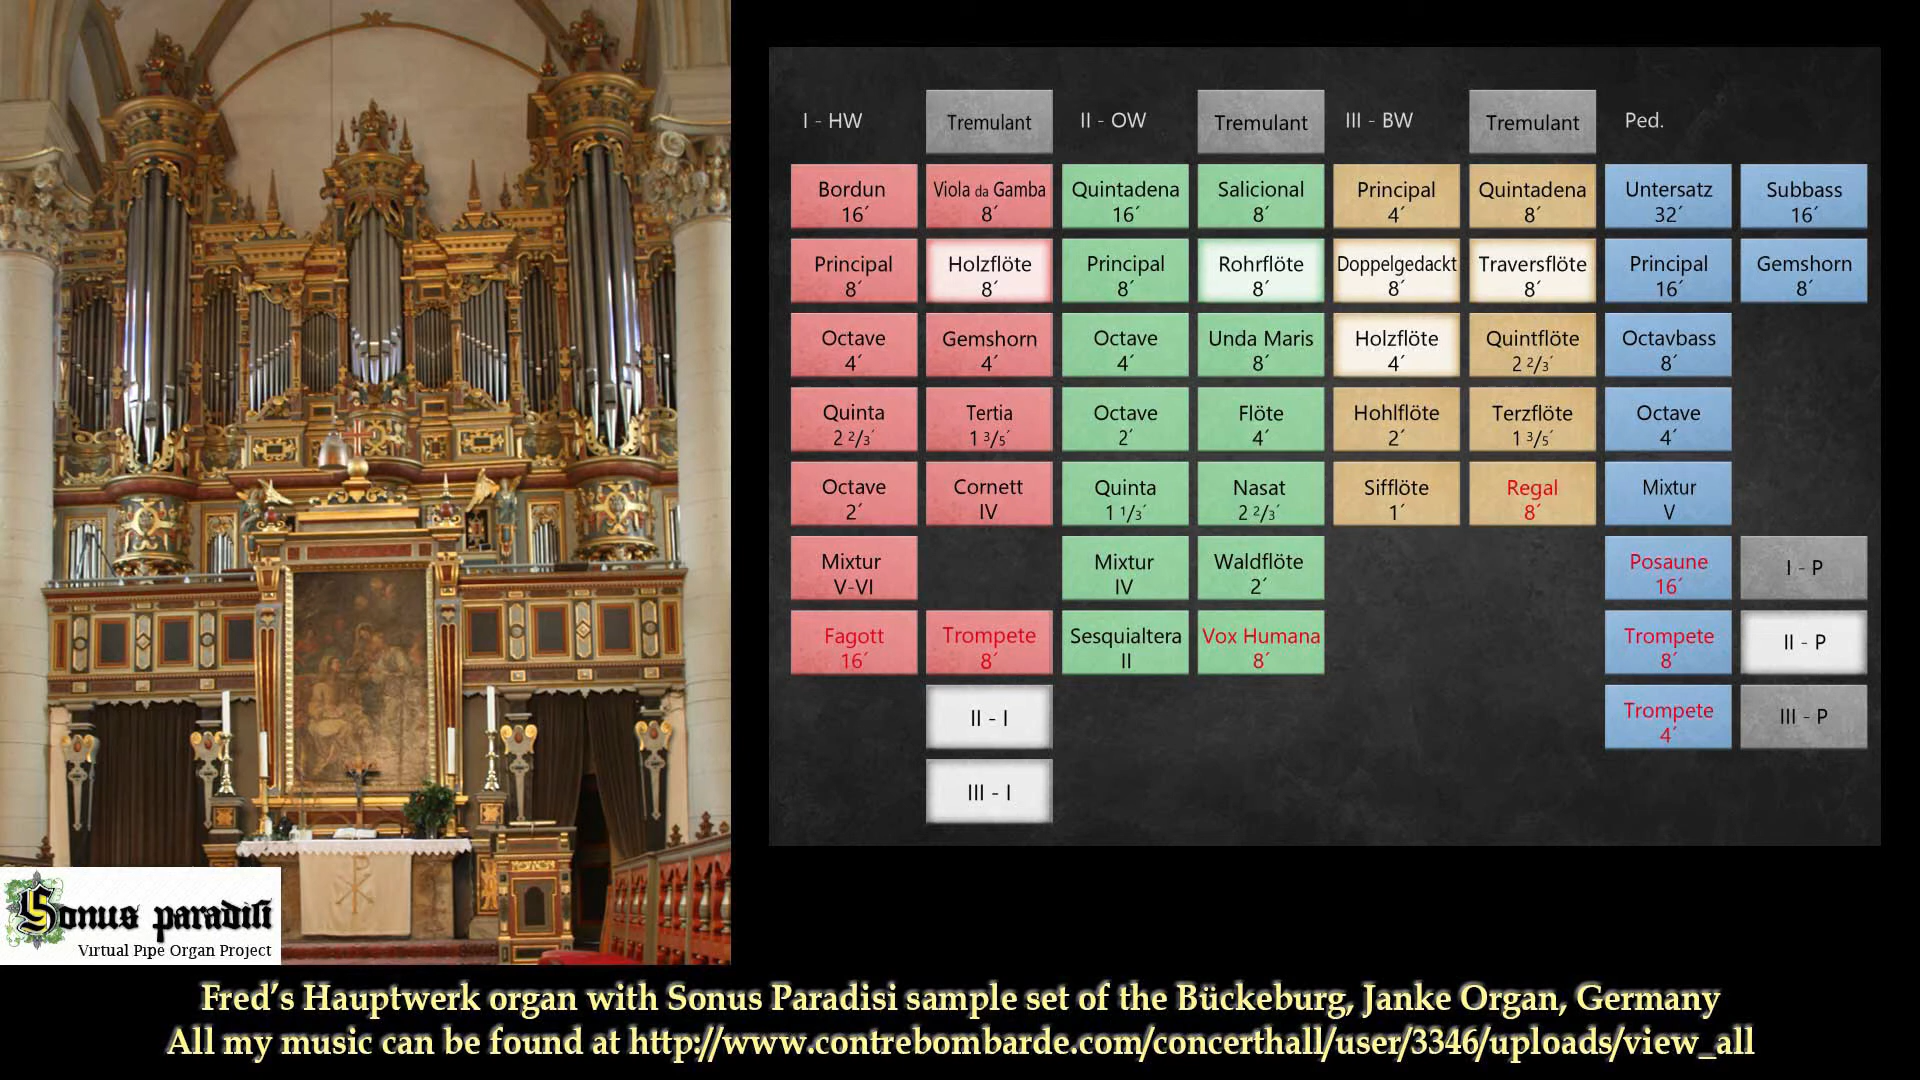 I - HW
Tremulant
II - OW
Tremulant
III - BW
Tremulant
Ped.
Bordun
16´
Viola da Gamba
8´
Quintadena
16´
Salicional
8´
Principal
4´
Quintadena
8´
Untersatz
32´
Subbass
16´
Principal
8´
Holzflöte
8´
Principal
8´
Rohrflöte
8´
Doppelgedackt
8´
Traversflöte
8´
Principal
16´
Gemshorn
8´
Octave
4´
Gemshorn
4´
Octave
4´
Unda Maris
8´
Holzflöte
4´
Quintflöte
2 2/3´
Octavbass
8´
Quinta
2 2/3´
Tertia
1 3/5´
Octave
2´
Flöte
4´
Hohlflöte
2´
Terzflöte
1 3/5´
Octave
4´
Octave
2´
Cornett
IV
Quinta
1 1/3´
Nasat
2 2/3´
Sifflöte
1´
Regal
8´
Mixtur
V
Mixtur
V-VI
Mixtur
IV
Waldflöte
2´
Posaune
16´
I - P
Fagott
16´
Trompete
8´
Sesquialtera
II
Vox Humana
8´
Trompete
8´
II - P
II - I
Trompete
4´
III - P
III - I
Sonus paradisi
Virtual Pipe Organ Project
Fred's Hauptwerk organ with Sonus Paradisi sample set of the Bückeburg, Janke Organ, Germany
All my music can be found at http://www.contrebombarde.com/concerthall/user/3346/uploads/view_all